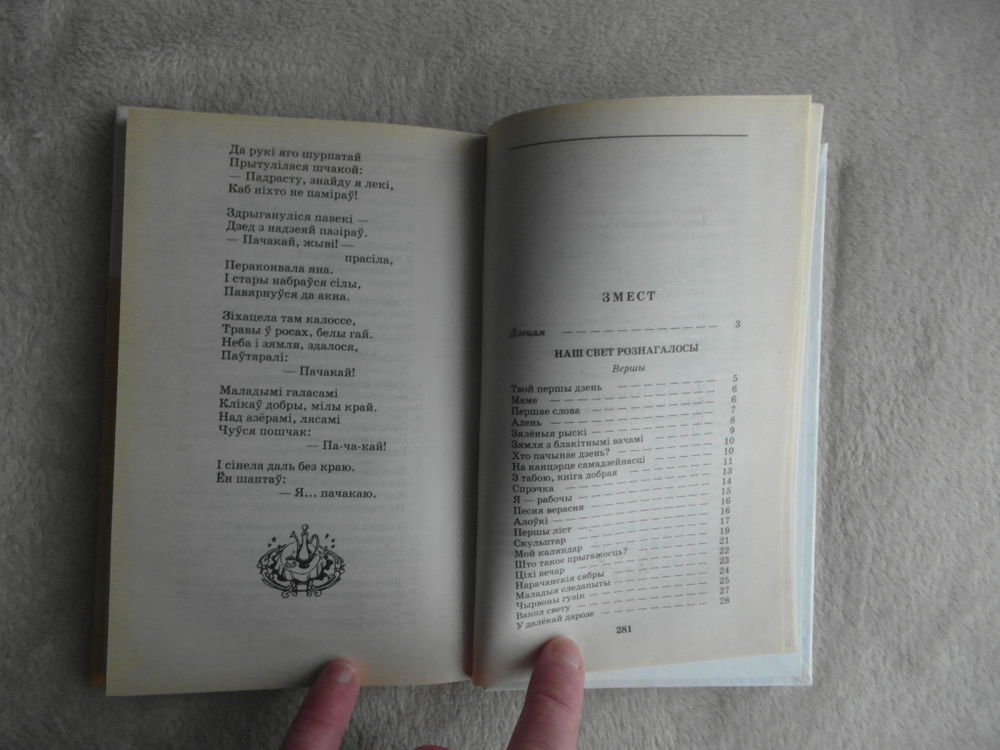 Да рукі яго шурпатай
Прытулілася шчакой:
— Падрасту, знайду я лекі,
Каб ніхто не паміраў!
Здрыгануліся павекі —
Дзед з надзеяй пазіраў.
— Пачакай, жыві! —
прасіла,
Пераконвала яна.
І стары набраўся сілы,
Павярнуўся да акна.
Зіхацела там калоссе,
Травы ў росах, белы гай.
Неба і зямля, здалося,
Паўтаралі:
— Пачакай!
Маладымі галасамі
Клікаў добры, мілы край.
Над азёрамі, лясамі
Чуўся пошчак:
— Па-ча-кай!
І сінела даль без краю.
Ён шаптаў:
— Я... пачакаю.
ЗМЕСТ
Дзецям — 3
НАШ СВЕТ РОЗНАГАЛОСЫ
Вершы
Твой першы дзень — 5
Маме — 6
Першае слова — 6
Алень — 7
Зялёныя рыскі — 8
Зямля з блакітнымі вачамі — 9
Хто пачынае дзень? — 10
На канцэрце самадзейнасці — 10
З табою, кніга добрая — 11
Спрэчка — 13
Я — рабочы — 14
Песня верасня — 15
Алоўкі — 16
Першы ліст — 16
Скульптар — 17
Мой каляндар — 19
Што такое прыгажосць? — 21
Ціхі вечар — 22
Нарачанскія сябры — 23
Маладыя следапыты — 24
Чырвоны гузік — 25
Вакол свету — 27
У далёкай дарозе — 28
281